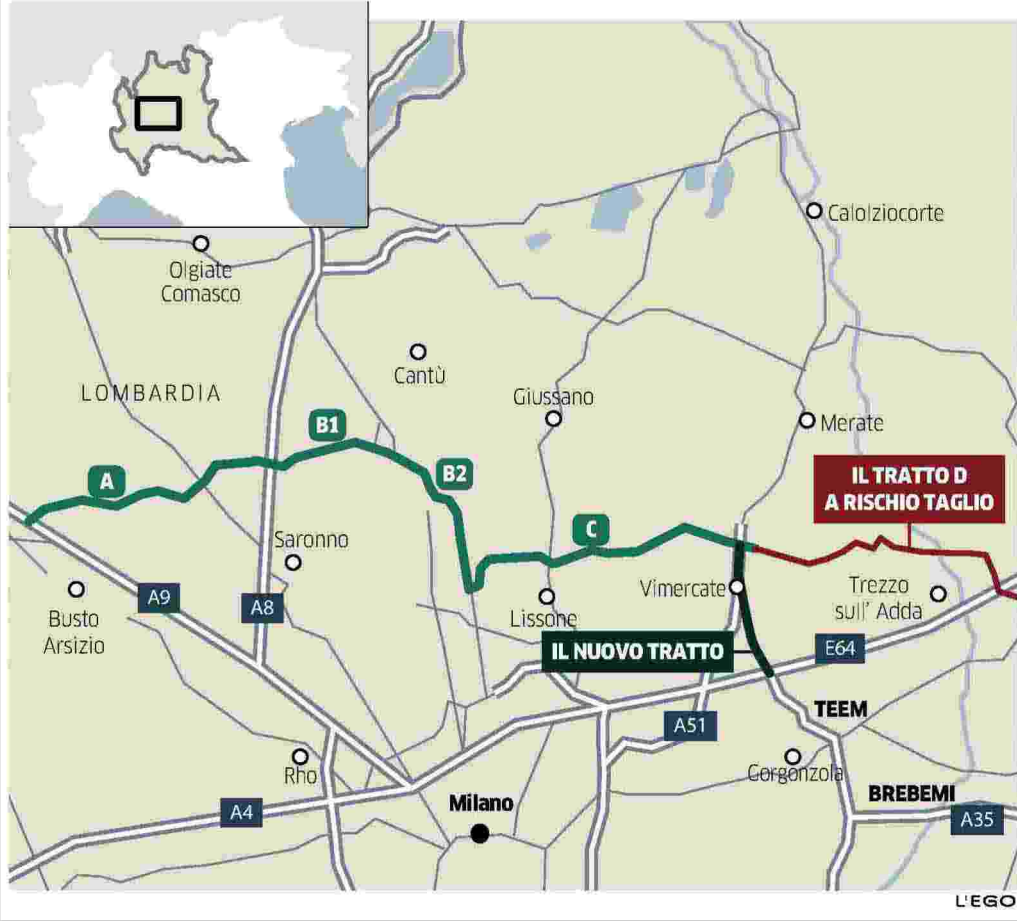 Calolziocorte
Olgiate
Comasco
Cantù
LOMBARDIA
Giussano
B1
Merate
A
B2
IL TRATTO D
A RISCHIO TAGLIO
C
Saronno
Vimercate
Trezzo
sull' Adda
A9
A8
Busto
Arsizio
Lissone
IL NUOVO TRATTO
E64
TEEM
A51
Rho
Gorgonzola
Milano
BREBEMI
A4
A35
L'EGO